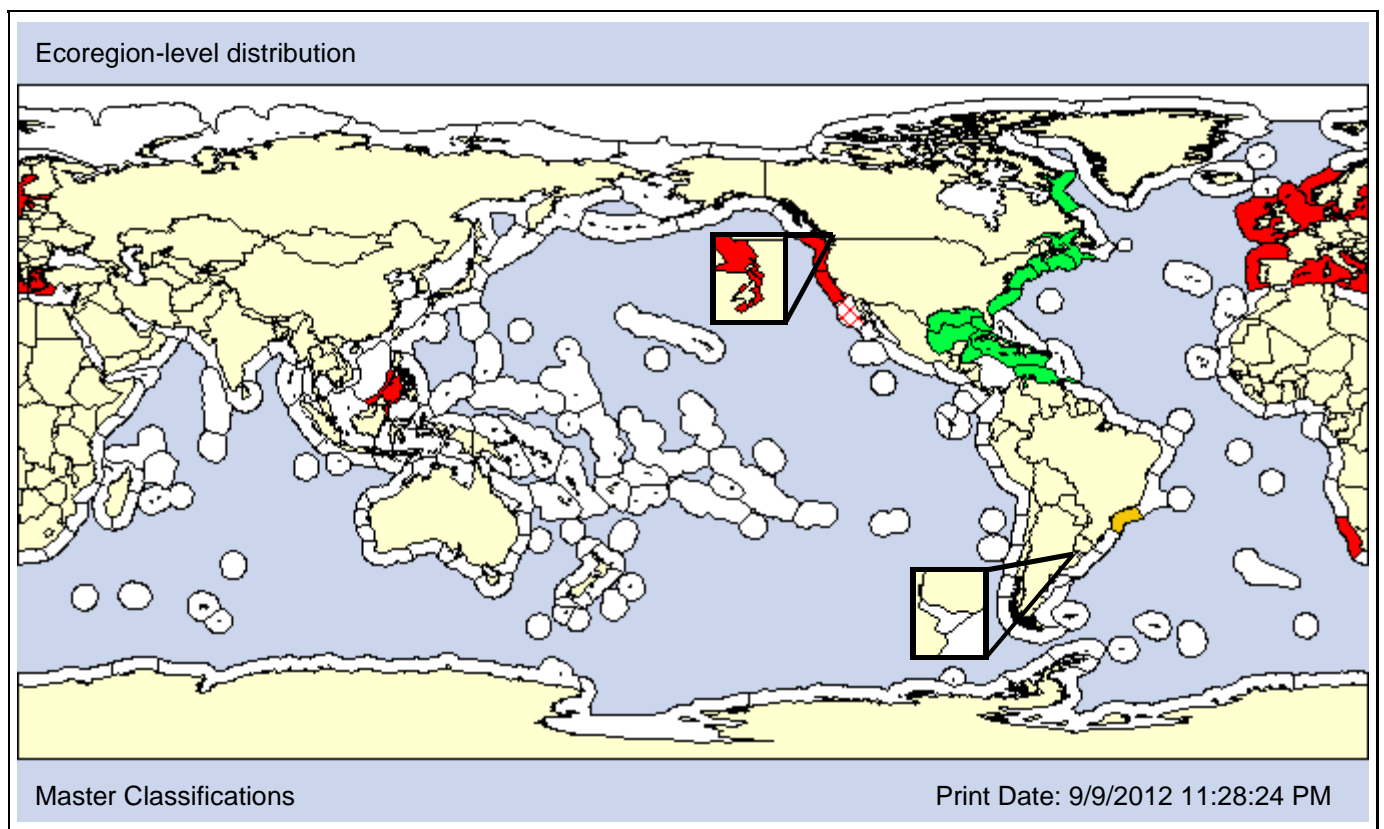 Ecoregion-level distribution
Master Classifications
Print Date: 9/9/2012 11:28:24 PM